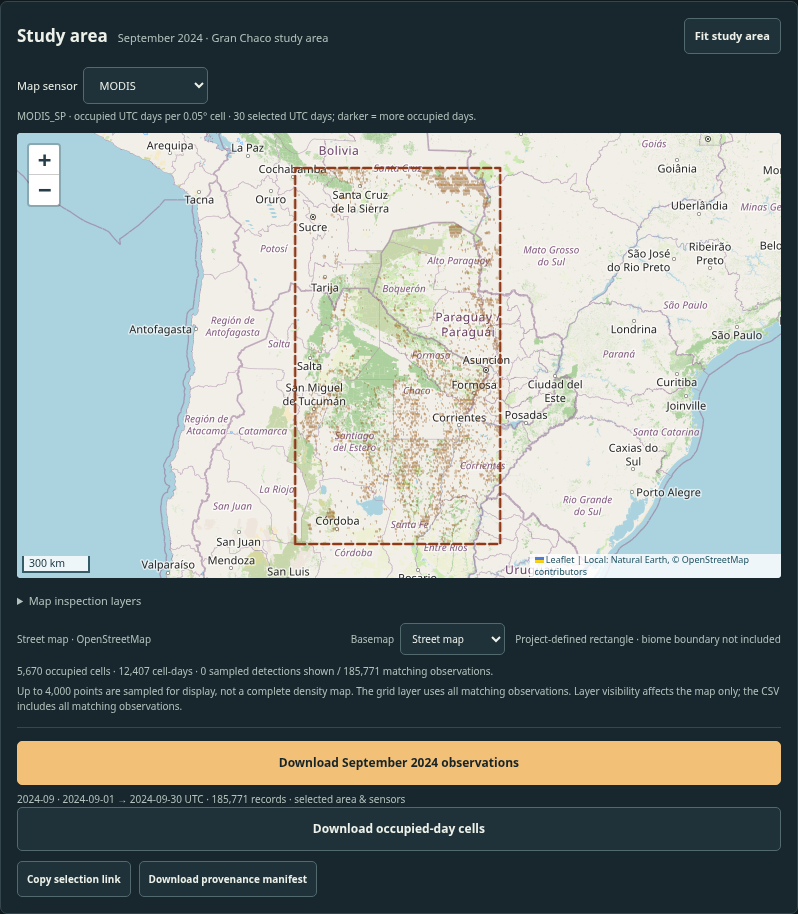 Study area September 2024 · Gran Chaco study area
Fit study area
Map sensor MODIS
MODIS_SP · occupied UTC days per 0.05° cell · 30 selected UTC days; darker = more occupied days.
+
−
Arequipa
La Paz
Bolivia
Goiás
Cochabamba
Santa Cruz
Goiânia
Tacna
Oruro
Santa Cruz
de la Sierra
Uberlândia
Minas Ge
Sucre
Potosí
Mato Grosso
do Sul
São José
do Rio Preto
Ribeirão
Preto
Belo
Alto Paraguay
Tarija
Boquerón
São Paulo
Antofagasta
Región de
Antofagasta
Paraguay /
Paraguái
Londrina
São Paulo
Salta
Salta
Formosa
Asunción
Paraná
San Miguel
de Tucumán
Chaco
Formosa
Ciudad del
Este
Curitiba
Joinville
Región de
Atacama
Catamarca
Corrientes
Posadas
Santiago
del Estero
Santa Catarina
Caxias do
Sul
La Rioja
Corrientes
San Juan
Rio Grande
do Sul
Porto Alegre
Córdoba
Santa Fe
San Juan
Córdoba
Entre Ríos
Valparaíso
Mendoza
San Luis
Rosario
Uru
300 km
Leaflet | Local: Natural Earth, © OpenStreetMap
contributors
Map inspection layers
Street map · OpenStreetMap Basemap Street map Project-defined rectangle · biome boundary not included
5,670 occupied cells · 12,407 cell-days · 0 sampled detections shown / 185,771 matching observations.
Up to 4,000 points are sampled for display, not a complete density map. The grid layer uses all matching observations. Layer visibility affects the map only; the CSV
includes all matching observations.
Download September 2024 observations
2024-09 · 2024-09-01 → 2024-09-30 UTC · 185,771 records · selected area & sensors
Download occupied-day cells
Copy selection link Download provenance manifest